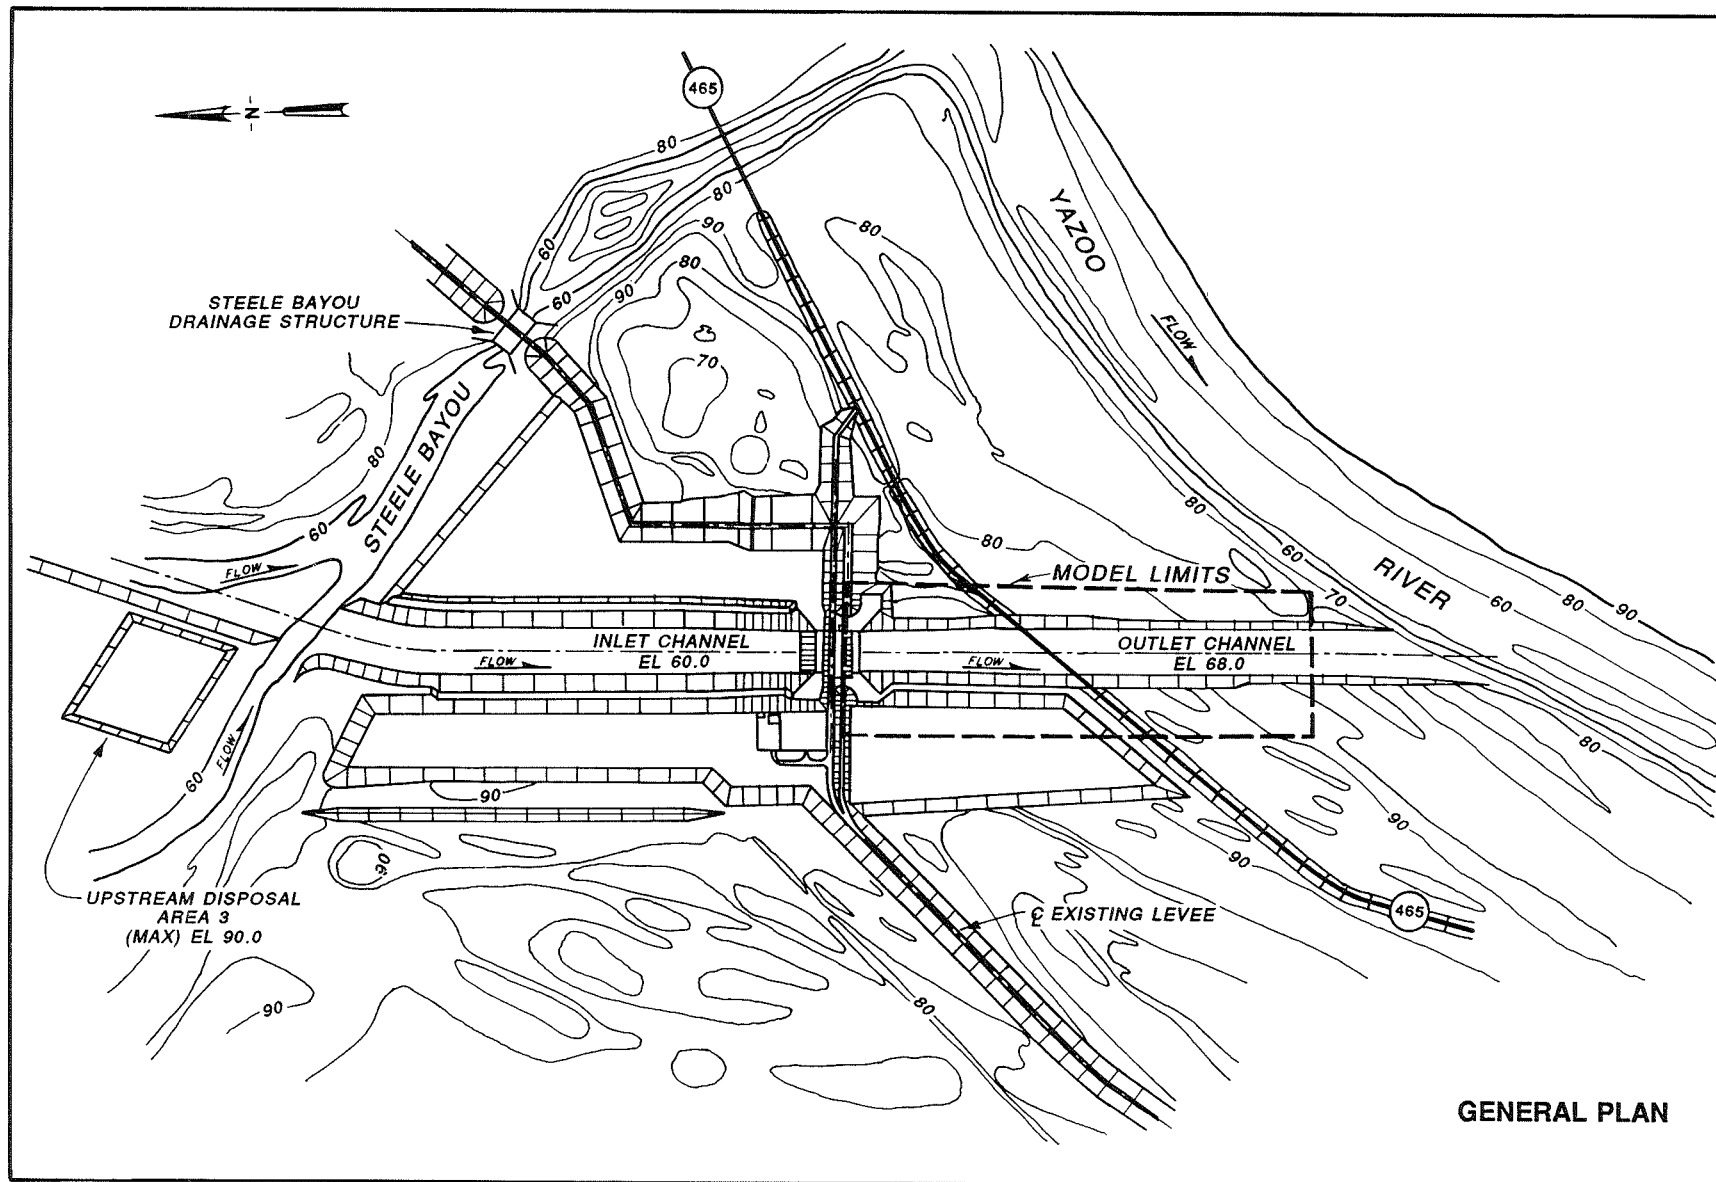 465
N
80
80
60
90
80
80
YAZOO
60
90
STEELE BAYOU
DRAINAGE STRUCTURE
FLOW
70
80
STEELE BAYOU
80
60
80
60
MODEL LIMITS
RIVER
FLOW
70
60
80
90
INLET CHANNEL
EL 60.0
FLOW
OUTLET CHANNEL
EL 68.0
FLOW
FLOW
60
80
80
90
90
90
90
UPSTREAM DISPOSAL
AREA 3
(MAX) EL 90.0
℄ EXISTING LEVEE
465
90
80
GENERAL PLAN